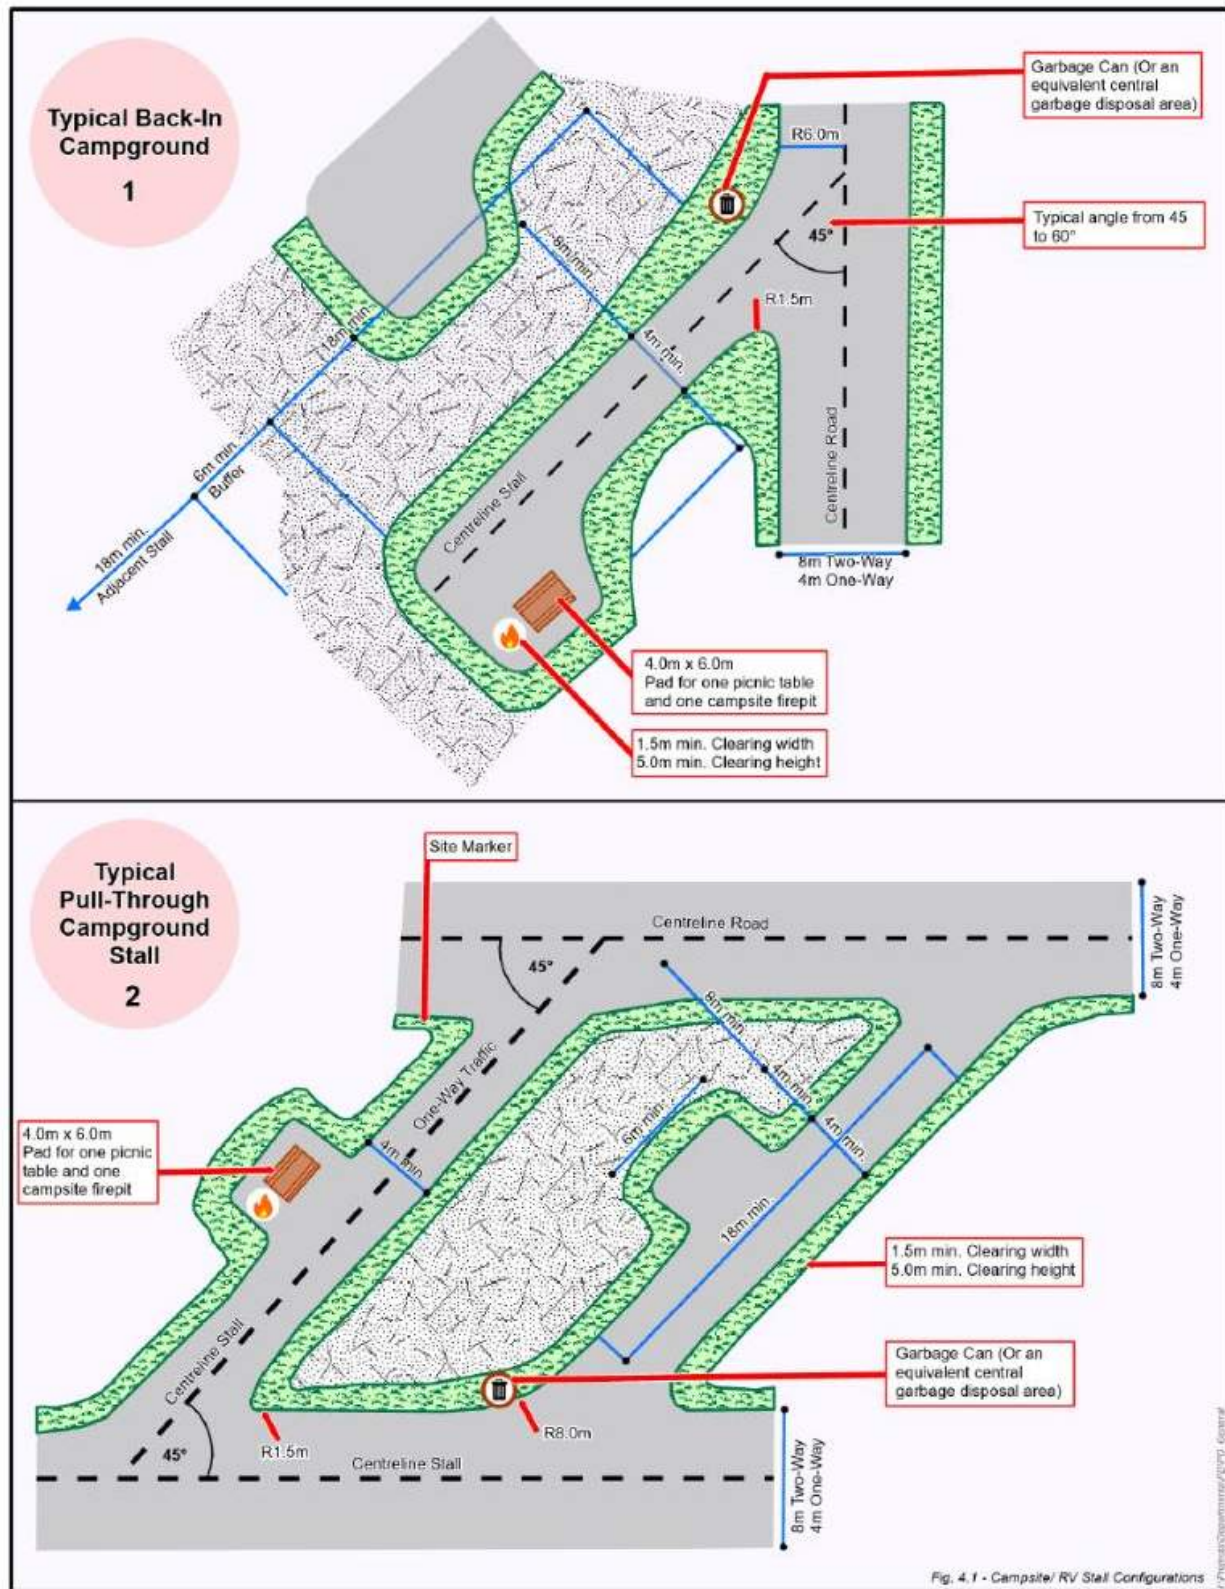 Typical Back-In
Campground
1
Garbage Can (Or an
equivalent central
garbage disposal area)
R6.0m
Typical angle from 45
to 60°
45°
R1.5m
8m min.
4m min.
18m min.
6m min.
Buffer
18m min.
Adjacent Stall
Centreline Stall
Centreline Road
8m Two-Way
4m One-Way
4.0m x 6.0m
Pad for one picnic table
and one campsite firepit
1.5m min. Clearing width
5.0m min. Clearing height
Typical
Pull-Through
Campground
Stall
2
Site Marker
Centreline Road
8m Two-Way
4m One-Way
45°
One-Way Traffic
8m min.
4m min.
4m min.
6m min.
4m min.
18m min.
4.0m x 6.0m
Pad for one picnic
table and one
campsite firepit
1.5m min. Clearing width
5.0m min. Clearing height
Centreline Stall
Garbage Can (Or an
equivalent central
garbage disposal area)
R1.5m
R8.0m
45°
Centreline Stall
8m Two-Way
4m One-Way
Fig. 4.1 - Campsite/ RV Stall Configurations